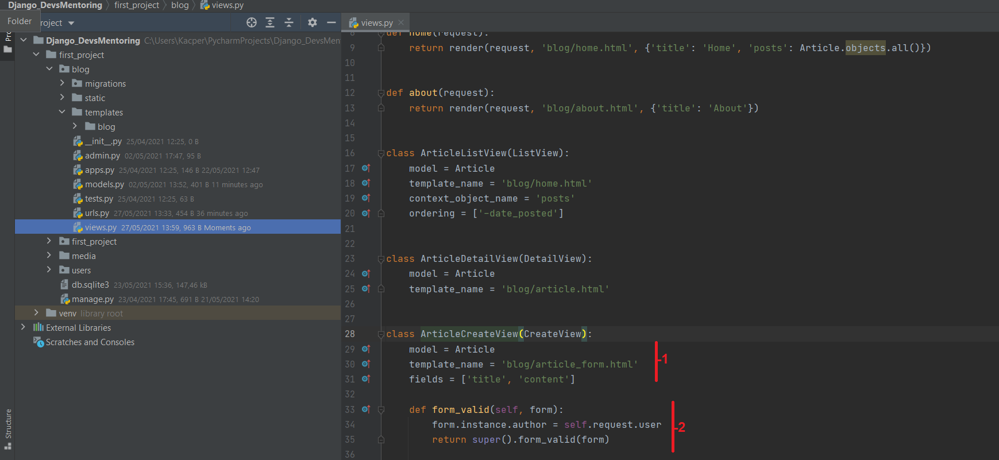 Django_DevsMentoring first_project blog views.py
Folder
roject
views.py
Django_DevsMentoring C:\Users\Kacper\PycharmProjects\Django_DevsMen
first_project
blog
migrations
static
templates
blog
__init__.py 25/04/2021 12:25, 0 B
admin.py 02/05/2021 17:47, 95 B
apps.py 25/04/2021 12:25, 146 B 22/05/2021 12:47
models.py 02/05/2021 13:52, 401 B 11 minutes ago
tests.py 25/04/2021 12:25, 63 B
urls.py 27/05/2021 13:33, 454 B 36 minutes ago
views.py 27/05/2021 13:59, 963 B Moments ago
first_project
media
users
db.sqlite3 23/05/2021 15:36, 147,46 kB
manage.py 23/04/2021 17:45, 691 B 21/05/2021 14:20
venv library root
External Libraries
Scratches and Consoles
Structure
8 def home(request):
9 return render(request, 'blog/home.html', {'title': 'Home', 'posts': Article.objects.all()})
10
11
12 def about(request):
13 return render(request, 'blog/about.html', {'title': 'About'})
14
15
16 class ArticleListView(ListView):
17 model = Article
18 template_name = 'blog/home.html'
19 context_object_name = 'posts'
20 ordering = ['-date_posted']
21
22
23 class ArticleDetailView(DetailView):
24 model = Article
25 template_name = 'blog/article.html'
26
27
28 class ArticleCreateView(CreateView):
29 model = Article
30 template_name = 'blog/article_form.html'
31 fields = ['title', 'content']
32
33 def form_valid(self, form):
34 form.instance.author = self.request.user
35 return super().form_valid(form)
36
-1
-2